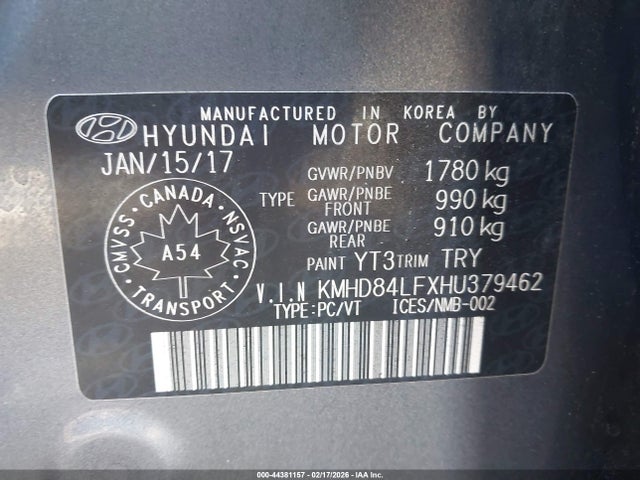 MANUFACTURED IN KOREA BY
HYUNDAI MOTOR COMPANY
JAN/15/17
GVWR/PNBV 1780 kg
TYPE GAWR/PNBE FRONT 990 kg
GAWR/PNBE REAR 910 kg
PAINT YT3 TRIM TRY
CMVSS - CANADA - NSVAC
A54
TRANSPORT
V.I.N KMHD84LFXHU379462
TYPE:PC/VT ICES/NMB-002
000-44381157 - 02/17/2026 - IAA Inc.